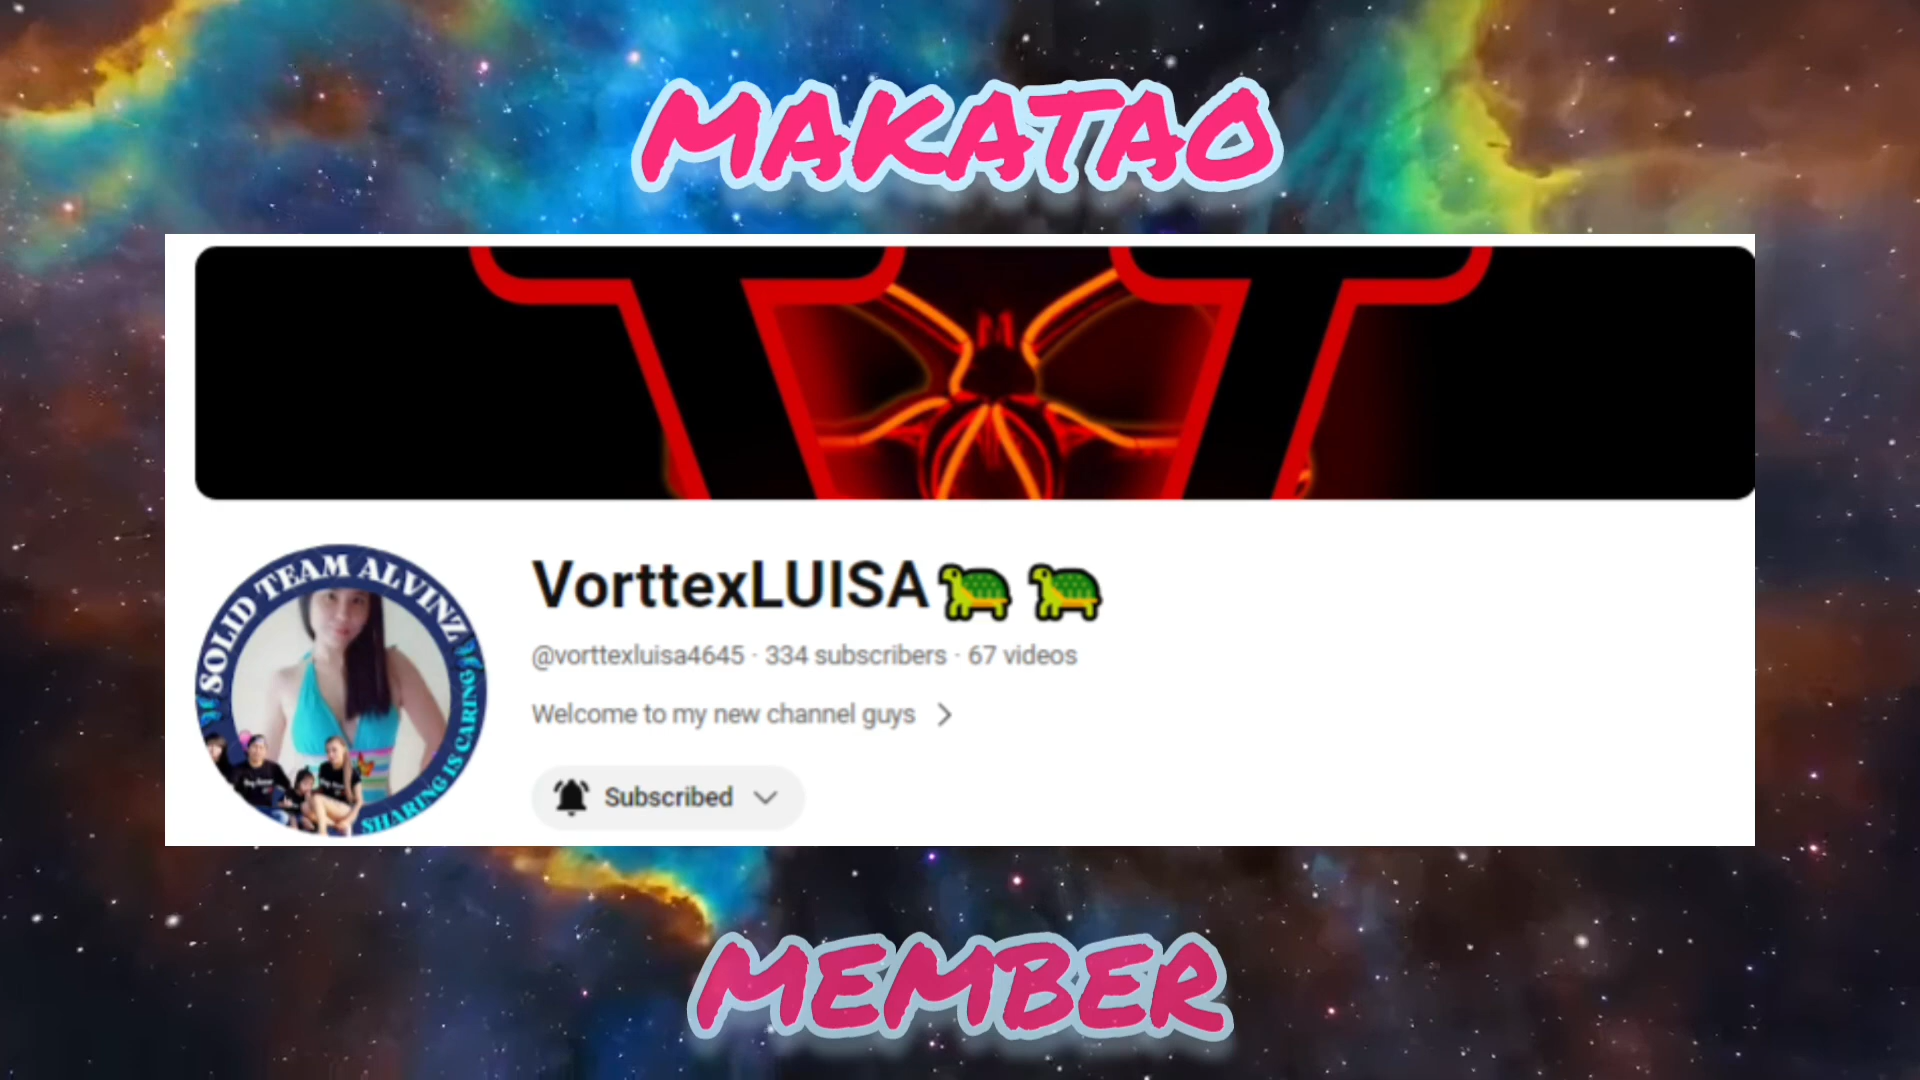 MAKATAO
SOLID TEAM ALVINZ
SHARING IS CARING
VorttexLUISA🐢 🐢
@vorttexluisa4645 · 334 subscribers · 67 videos
Welcome to my new channel guys >
Subscribed
MEMBER